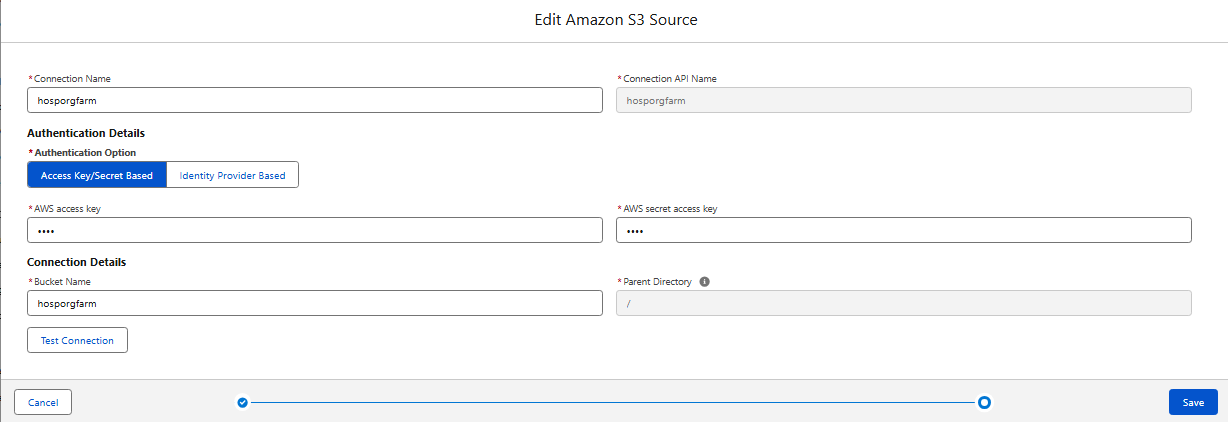 Edit Amazon S3 Source
*Connection Name
*Connection API Name
hosporgfarm
hosporgfarm
Authentication Details
*Authentication Option
Access Key/Secret Based
Identity Provider Based
*AWS access key
*AWS secret access key
••••
••••
Connection Details
*Bucket Name
*Parent Directory
hosporgfarm
/
Test Connection
Cancel
Save